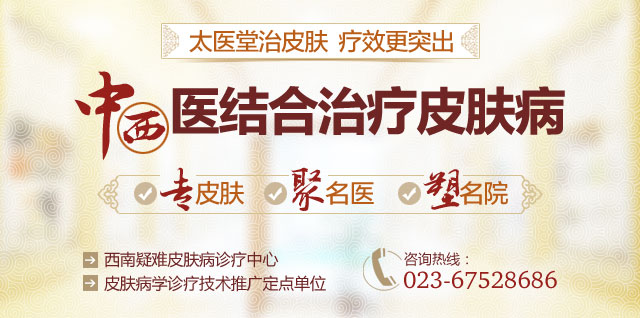 太医堂治皮肤 疗效更突出
中西医结合治疗皮肤病
专皮肤 聚名医 塑名院
西南疑难皮肤病诊疗中心
皮肤病学诊疗技术推广定点单位
咨询热线：
023-67528686